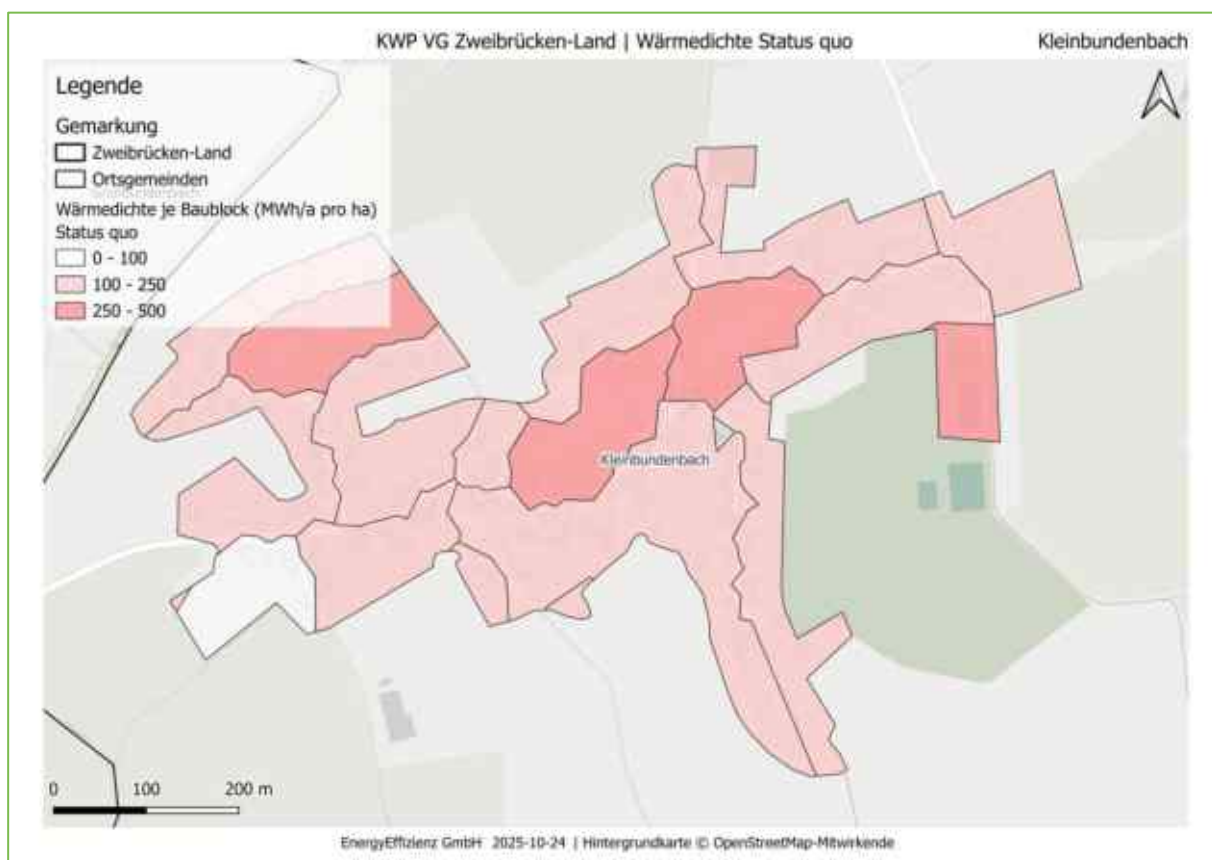 KWP VG Zweibrücken-Land | Wärmedichte Status quo
Kleinbundenbach
Legende
Gemarkung
Zweibrücken-Land
Ortsgemeinden
Wärmedichte je Baublock (MWh/a pro ha)
Status quo
0 - 100
100 - 250
250 - 500
Kleinbundenbach
0 100 200 m
EnergyEffizienz GmbH 2025-10-24 | Hintergrundkarte © OpenStreetMap-Mitwirkende